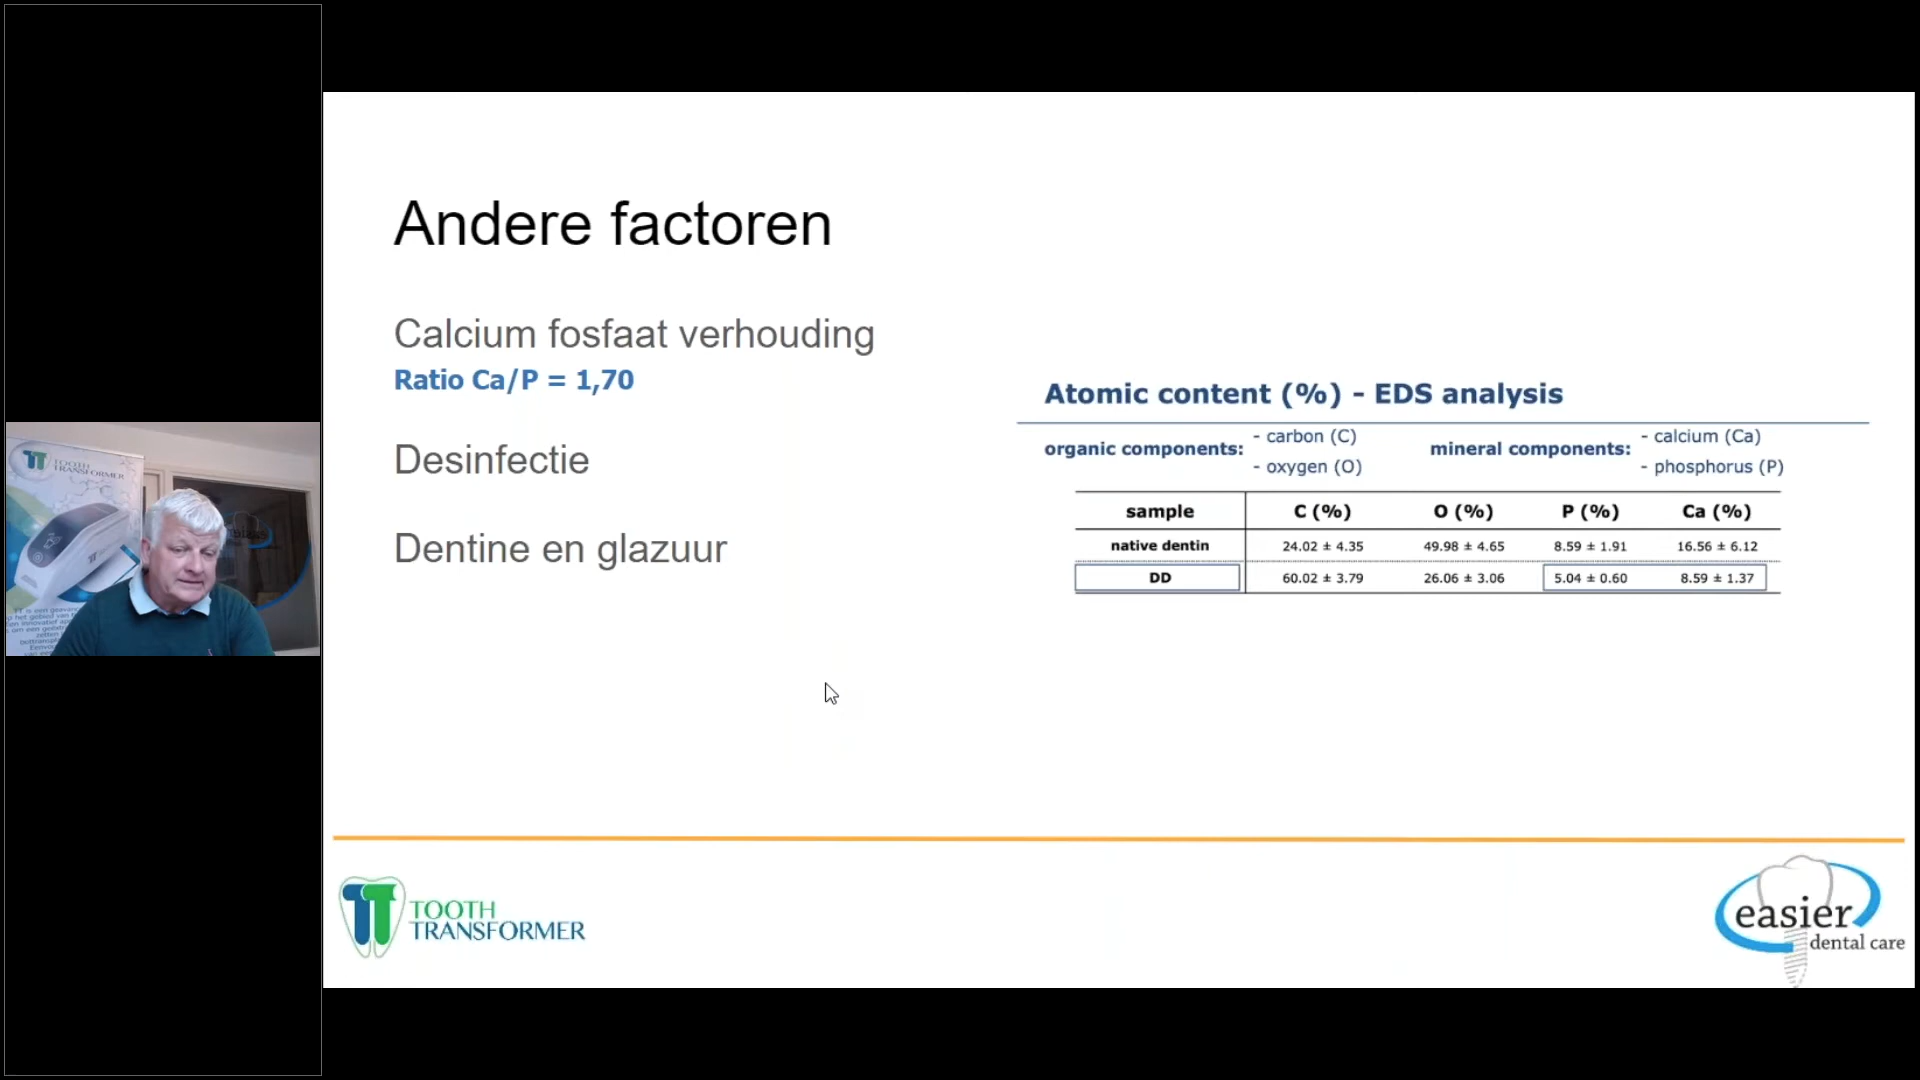 Andere factoren
Calcium fosfaat verhouding
Ratio Ca/P = 1,70
Desinfectie
Dentine en glazuur
Atomic content (%) - EDS analysis
organic components: - carbon (C)
- oxygen (O)
mineral components: - calcium (Ca)
- phosphorus (P)
sample C (%) O (%) P (%) Ca (%)
native dentin 24.02 ± 4.35 49.98 ± 4.65 8.59 ± 1.91 16.56 ± 6.12
DD 60.02 ± 3.79 26.06 ± 3.06 5.04 ± 0.60 8.59 ± 1.37
TOOTH
TRANSFORMER
easier
dental care
TOOTH
TRANSFORMER